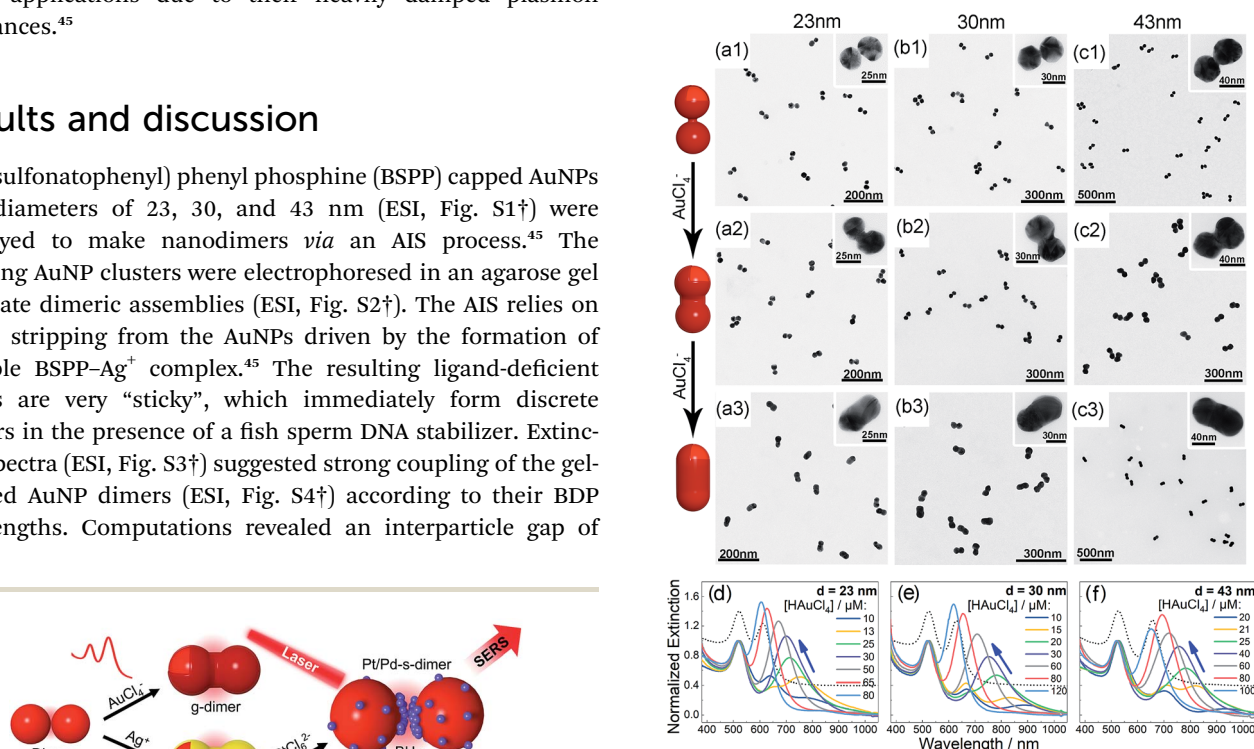 applications due to their heavily damped plasmon
ances.⁴⁵
ults and discussion
sulfonatophenyl) phenyl phosphine (BSPP) capped AuNPs
diameters of 23, 30, and 43 nm (ESI, Fig. S1†) were
yed to make nanodimers via an AIS process.⁴⁵ The
ng AuNP clusters were electrophoresed in an agarose gel
ate dimeric assemblies (ESI, Fig. S2†). The AIS relies on
stripping from the AuNPs driven by the formation of
ble BSPP–Ag⁺ complex.⁴⁵ The resulting ligand-deficient
s are very “sticky”, which immediately form discrete
rs in the presence of a fish sperm DNA stabilizer. Extinc-
pectra (ESI, Fig. S3†) suggested strong coupling of the gel-
ed AuNP dimers (ESI, Fig. S4†) according to their BDP
engths. Computations revealed an interparticle gap of
Laser
SERS
Pt/Pd-s-dimer
AuCl₄⁻
g-dimer
Ag⁺
tCl₆²⁻
23nm 30nm 43nm
(a1) 25nm 200nm
(b1) 30nm 300nm
(c1) 40nm 500nm
AuCl₄⁻
(a2) 25nm 200nm
(b2) 30nm 300nm
(c2) 40nm 300nm
AuCl₄⁻
(a3) 25nm 200nm
(b3) 30nm 300nm
(c3) 40nm 500nm
Normalized Extinction
1.6
1.2
0.8
0.4
0.0
(d) d = 23 nm
[HAuCl₄] / µM:
10
13
25
30
50
65
80
400 500 600 700 800 900 1000
(e) d = 30 nm
[HAuCl₄] / µM:
10
15
20
30
60
80
120
400 500 600 700 800 900 1000
(f) d = 43 nm
[HAuCl₄] / µM:
20
21
25
40
60
80
100
400 500 600 700 800 900
Wavelength / nm